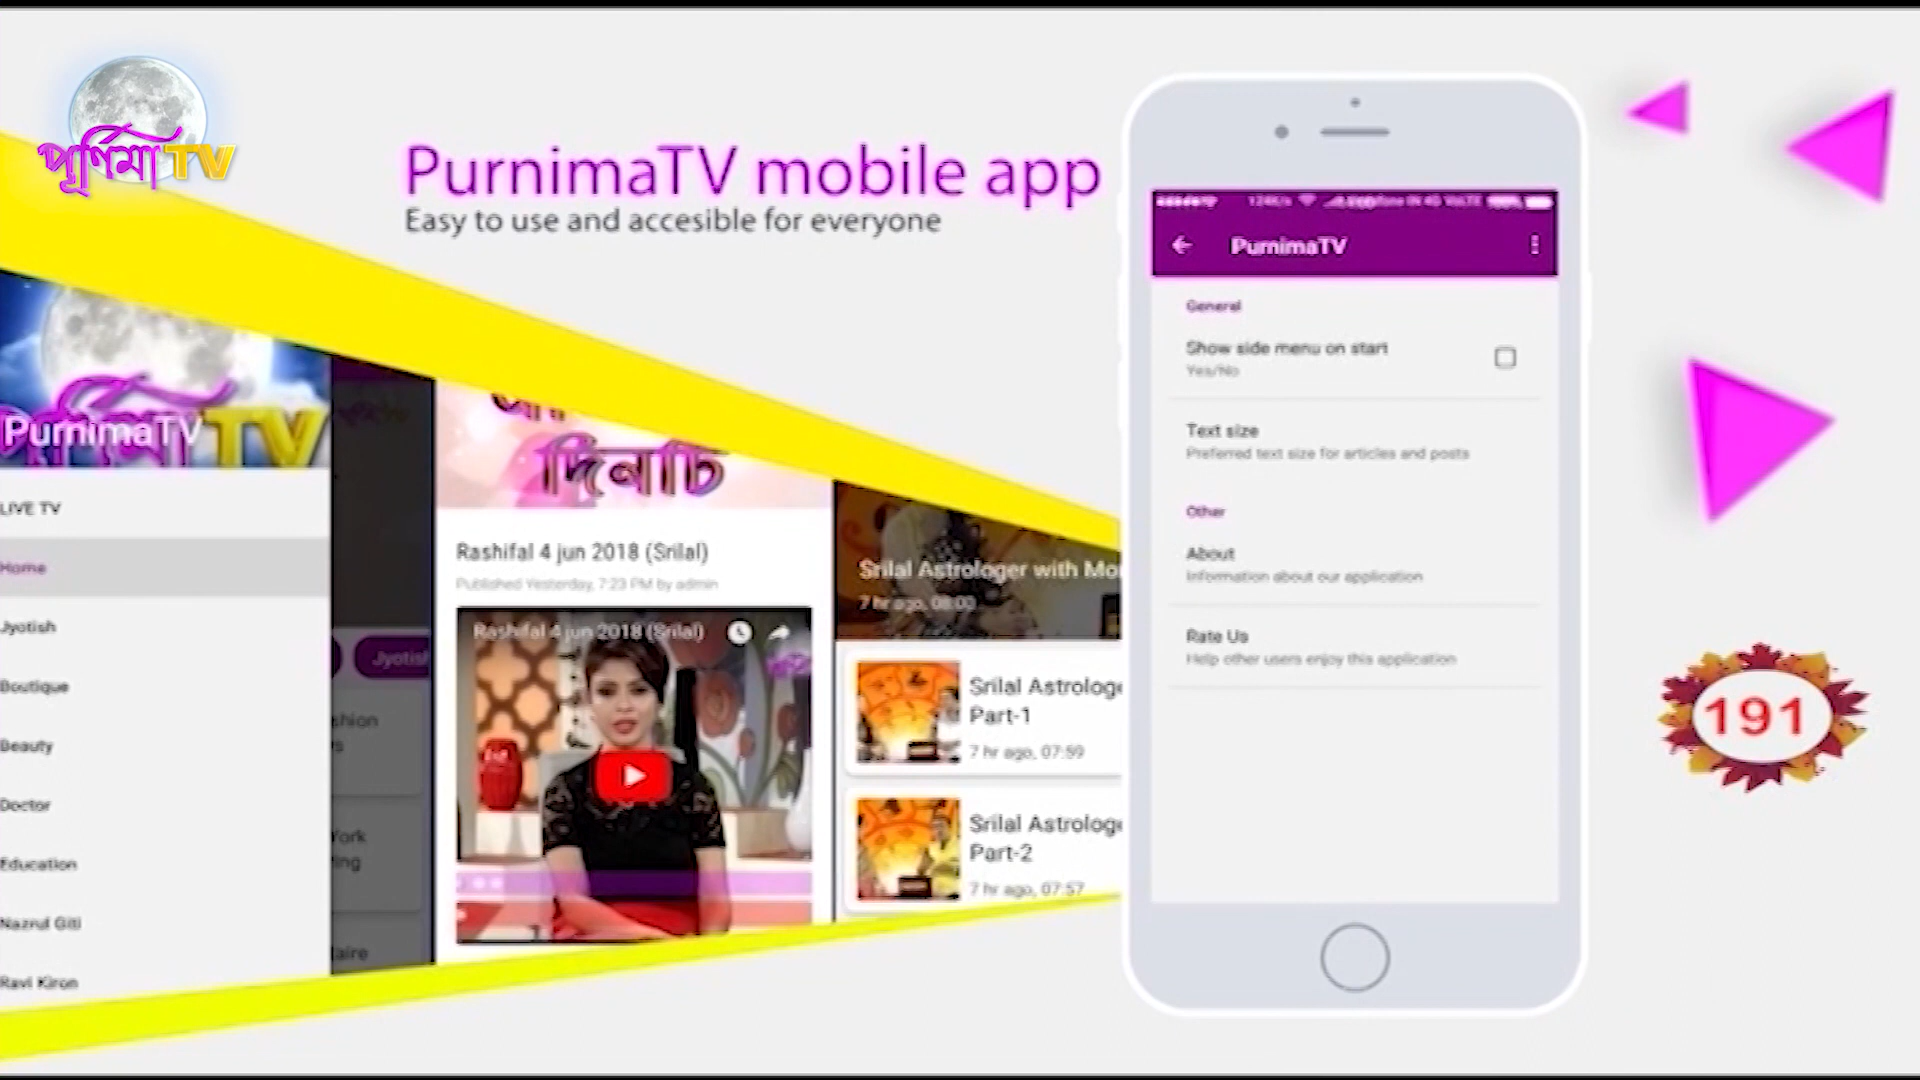 পূর্ণিমা TV
PurnimaTV mobile app
Easy to use and accesible for everyone
PurnimaTV
TV
LIVE TV
Home
Jyotish
Boutique
Beauty
Doctor
Education
Nazrul Giti
Ravi Kiron
Jyotish
shion
দিনটি
Rashifal 4 jun 2018 (Srilal)
Published Yesterday, 7:23 PM by admin
Rashifal 4 jun 2018 (Srilal)
Srilal Astrologer with Mo
7 hr ago, 08:00
Srilal Astrologe
Part-1
7 hr ago, 07:59
Srilal Astrologe
Part-2
7 hr ago, 07:57
PurnimaTV
General
Show side menu on start
Yes/No
Text size
Preferred text size for articles and posts
Other
About
Information about our application
Rate Us
Help other users enjoy this application
191